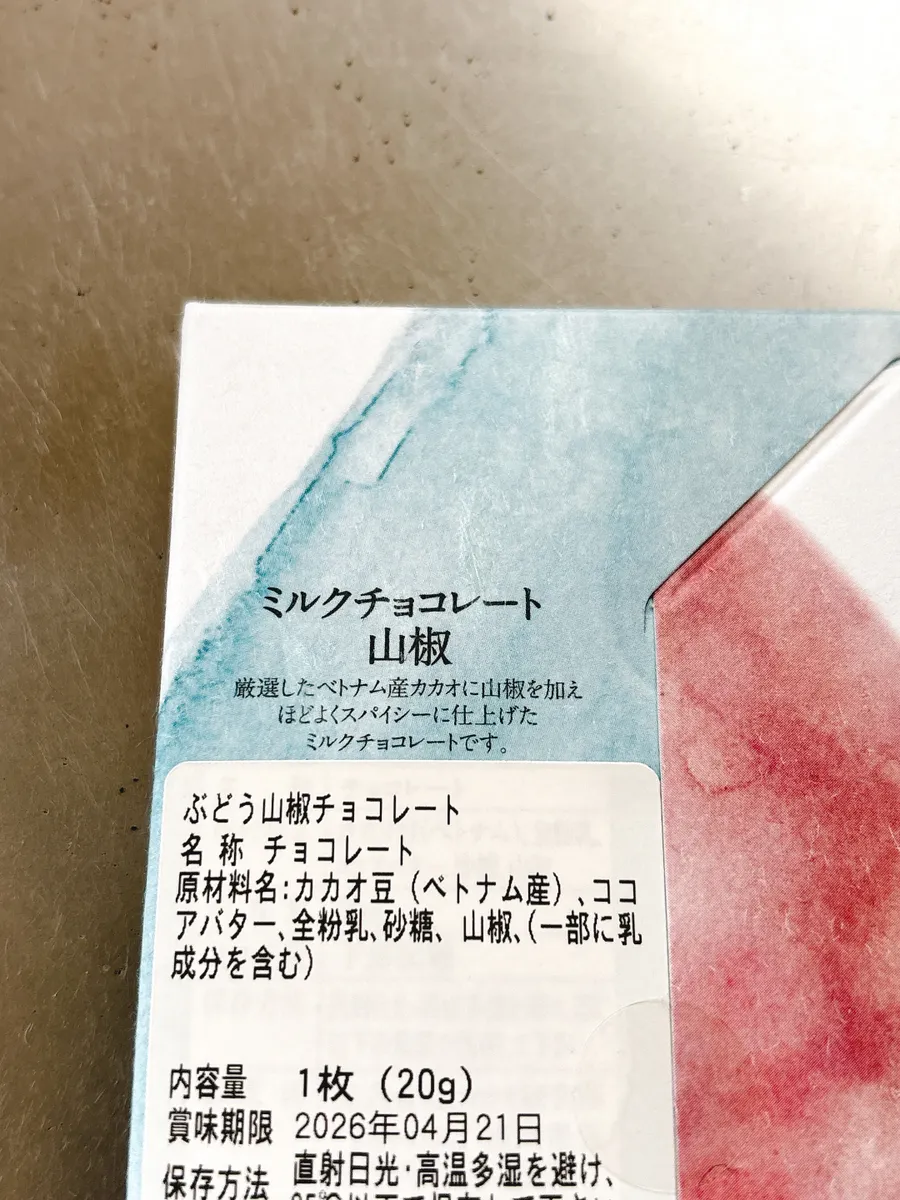 ミルクチョコレート
山椒
厳選したベトナム産カカオに山椒を加え
ほどよくスパイシーに仕上げた
ミルクチョコレートです。
ぶどう山椒チョコレート
名 称 チョコレート
原材料名:カカオ豆(ベトナム産)、ココ
アバター、全粉乳、砂糖、山椒、(一部に乳
成分を含む)
内容量 1枚(20g)
賞味期限 2026年04月21日
保存方法 直射日光・高温多湿を避け、